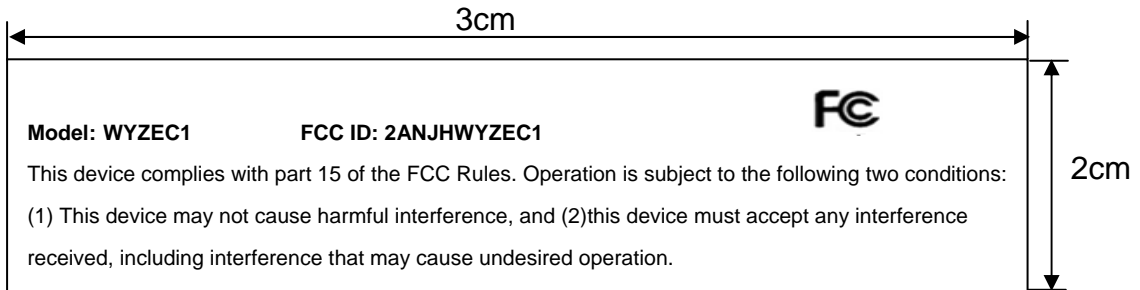 3cm
FC
Model: WYZEC1 FCC ID: 2ANJHWYZEC1
This device complies with part 15 of the FCC Rules. Operation is subject to the following two conditions:
2cm
(1) This device may not cause harmful interference, and (2)this device must accept any interference
received, including interference that may cause undesired operation.